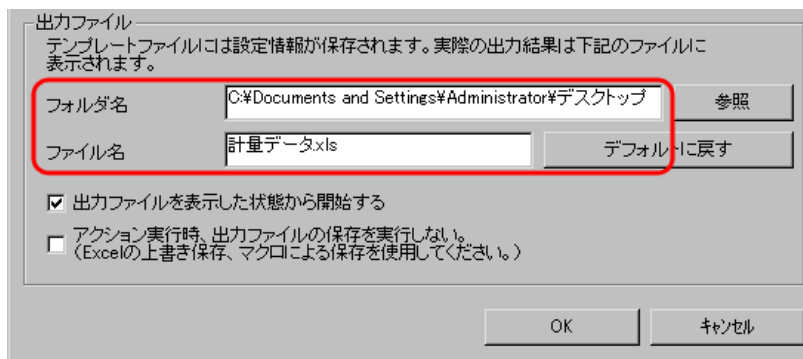 出力ファイル
テンプレートファイルには設定情報が保存されます。実際の出力結果は下記のファイルに
表示されます。
フォルダ名 C:¥Documents and Settings¥Administrator¥デスクトップ 参照
ファイル名 計量データ.xls デフォルトに戻す
出力ファイルを表示した状態から開始する
アクション実行時、出力ファイルの保存を実行しない。
（Excelの上書き保存、マクロによる保存を使用してください。）
OK キャンセル